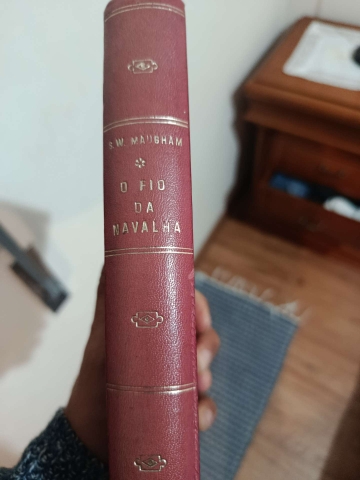 S.W. MAUGHAM
*
O FIO
DA
NAVALHA